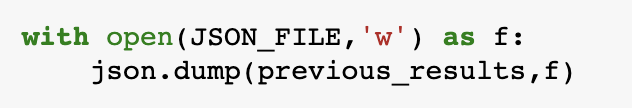 with open(JSON_FILE,'w') as f:
    json.dump(previous_results,f)